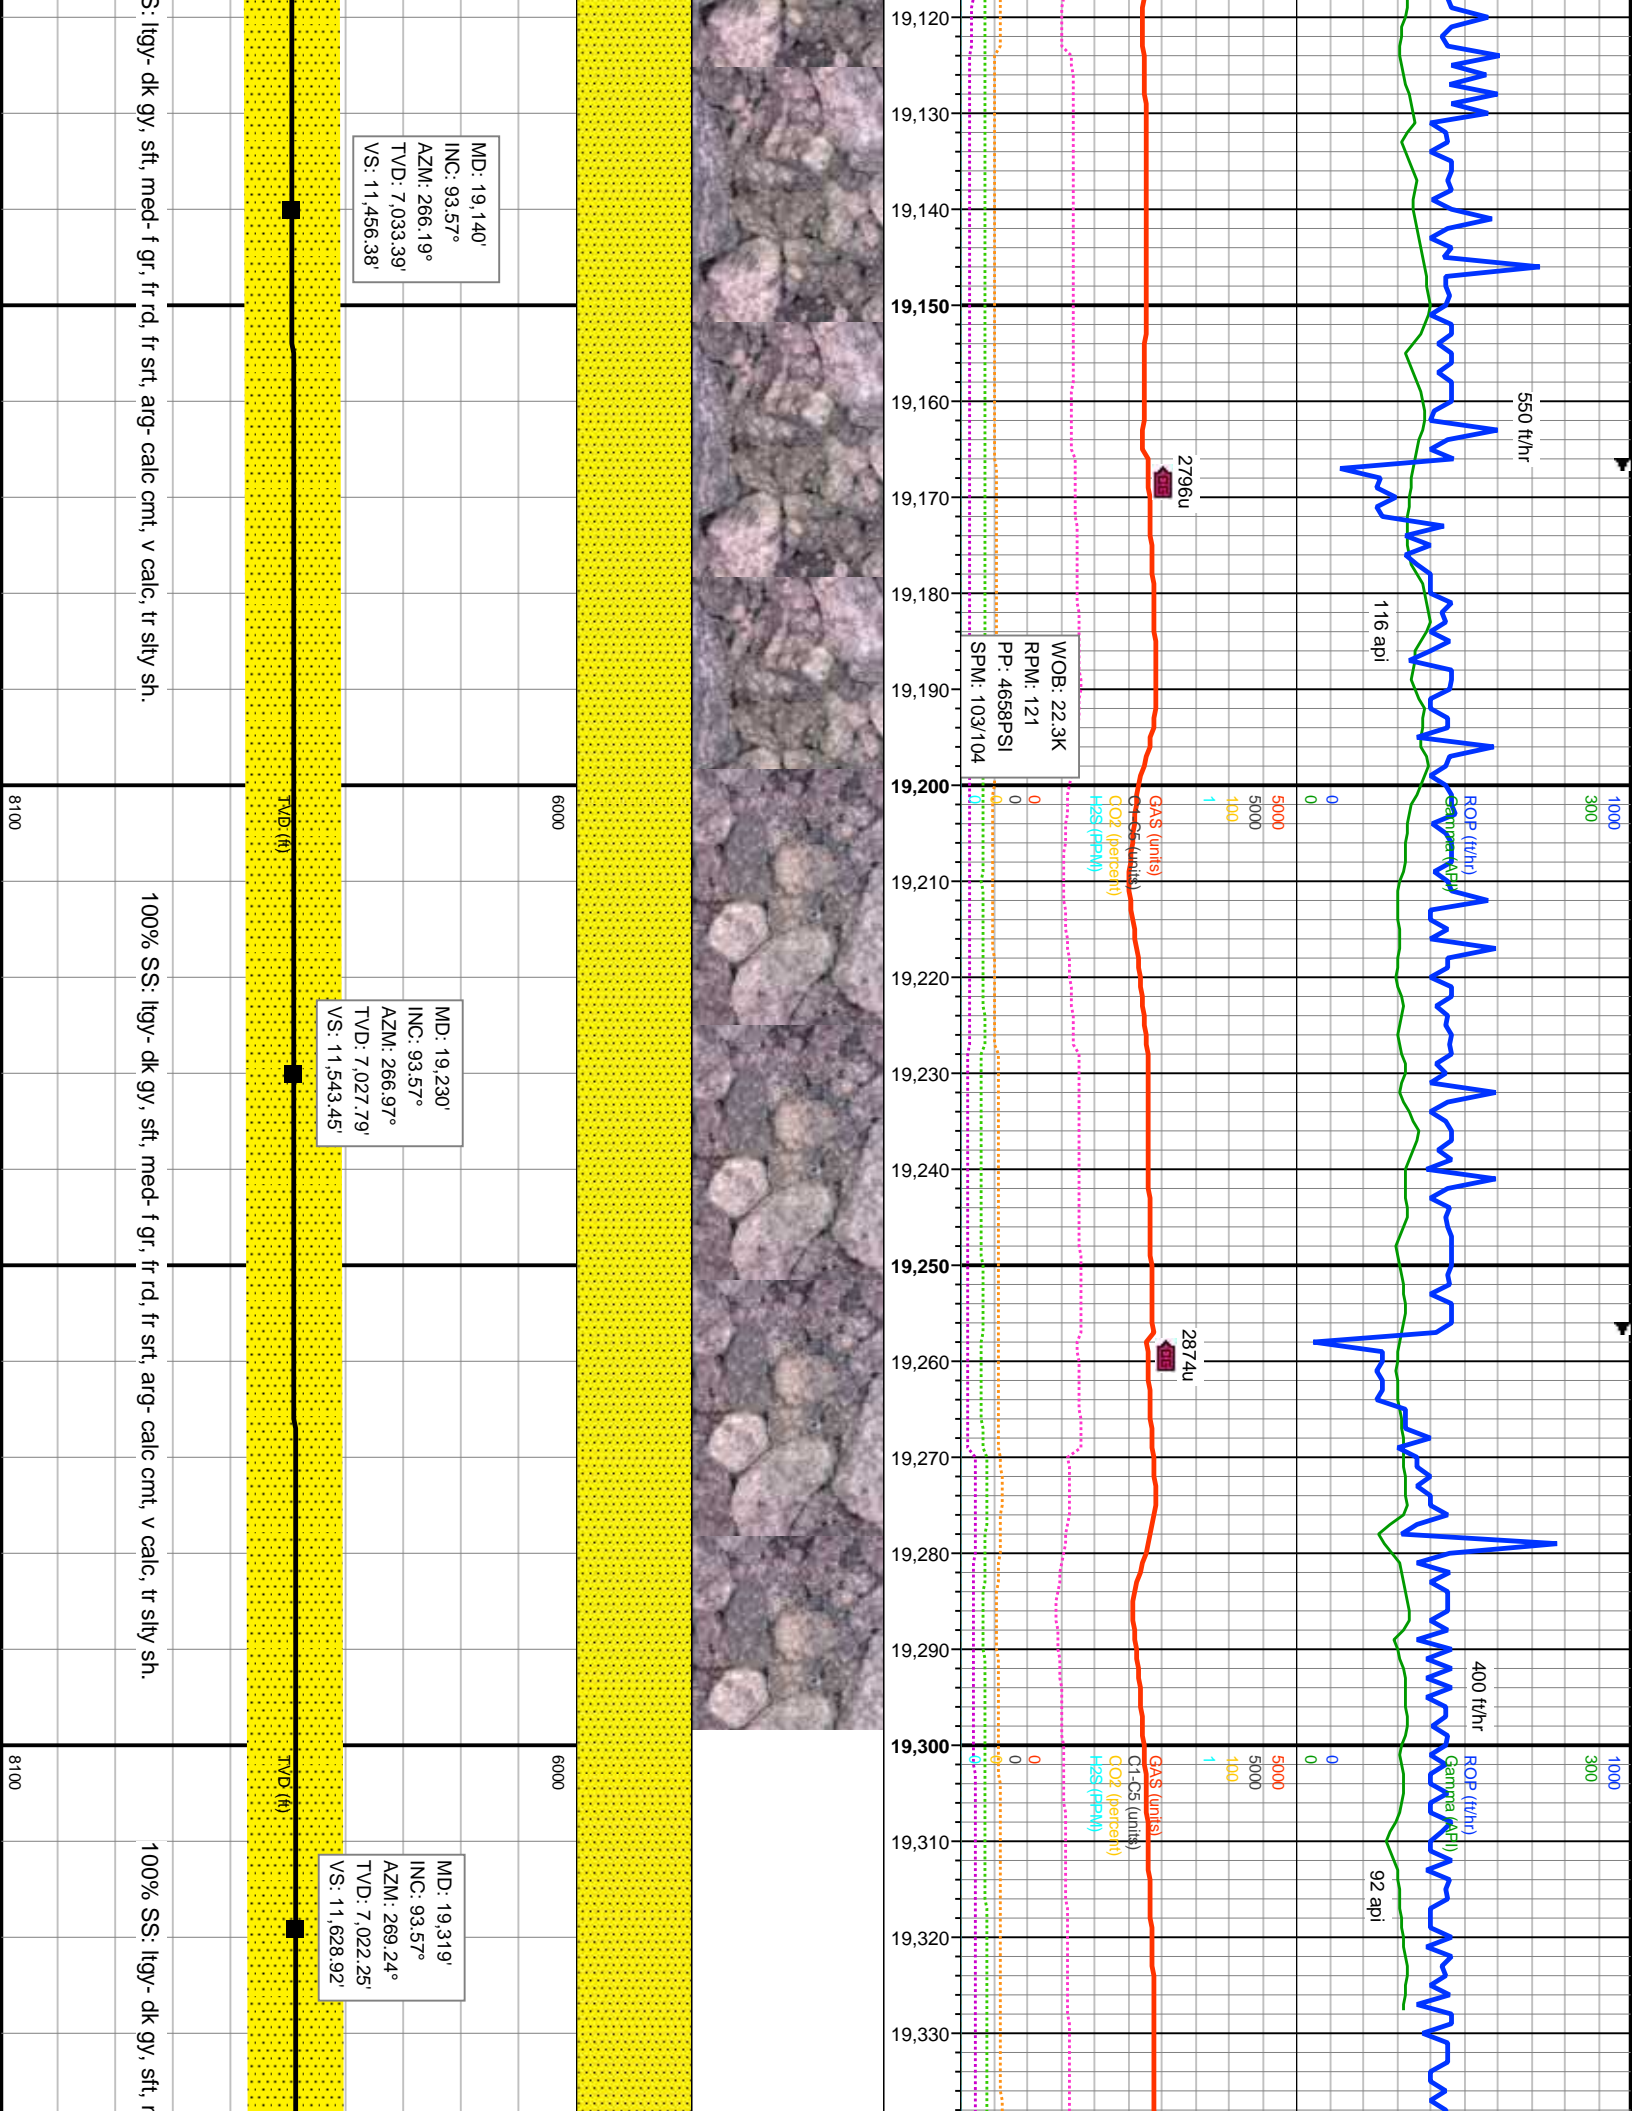 S: ltgy- dk gy, sft, med- f gr, fr rd, fr srt, arg- calc cmt, v calc, tr slty sh.
100% SS: ltgy- dk gy, sft, med- f gr, fr rd, fr srt, arg- calc cmt, v calc, tr slty sh.
100% SS: ltgy- dk gy, sft,
MD: 19,140'
INC: 93.57°
AZM: 266.19°
TVD: 7,033.39'
VS: 11,456.38'
MD: 19,230'
INC: 93.57°
AZM: 266.97°
TVD: 7,027.79'
VS: 11,543.45'
MD: 19,319'
INC: 93.57°
AZM: 269.24°
TVD: 7,022.25'
VS: 11,628.92'
8100
TVD (ft)
6000
8100
TVD (ft)
6000
19,120
19,130
19,140
19,150
19,160
19,170
19,180
19,190
19,200
19,210
19,220
19,230
19,240
19,250
19,260
19,270
19,280
19,290
19,300
19,310
19,320
19,330
2796u
WOB: 22.3K
RPM: 121
PP: 4658PSI
SPM: 103/104
550 ft/hr
116 api
1000
300
ROP (ft/hr)
Gamma (API)
0
0
5000
5000
100
1
GAS (units)
C1-C5 (units)
CO2 (percent)
H2S (PPM)
0
0
0
0
2874u
400 ft/hr
1000
300
ROP (ft/hr)
Gamma (API)
0
0
5000
5000
100
1
GAS (units)
C1-C5 (units)
CO2 (percent)
H2S (PPM)
0
0
0
0
92 api